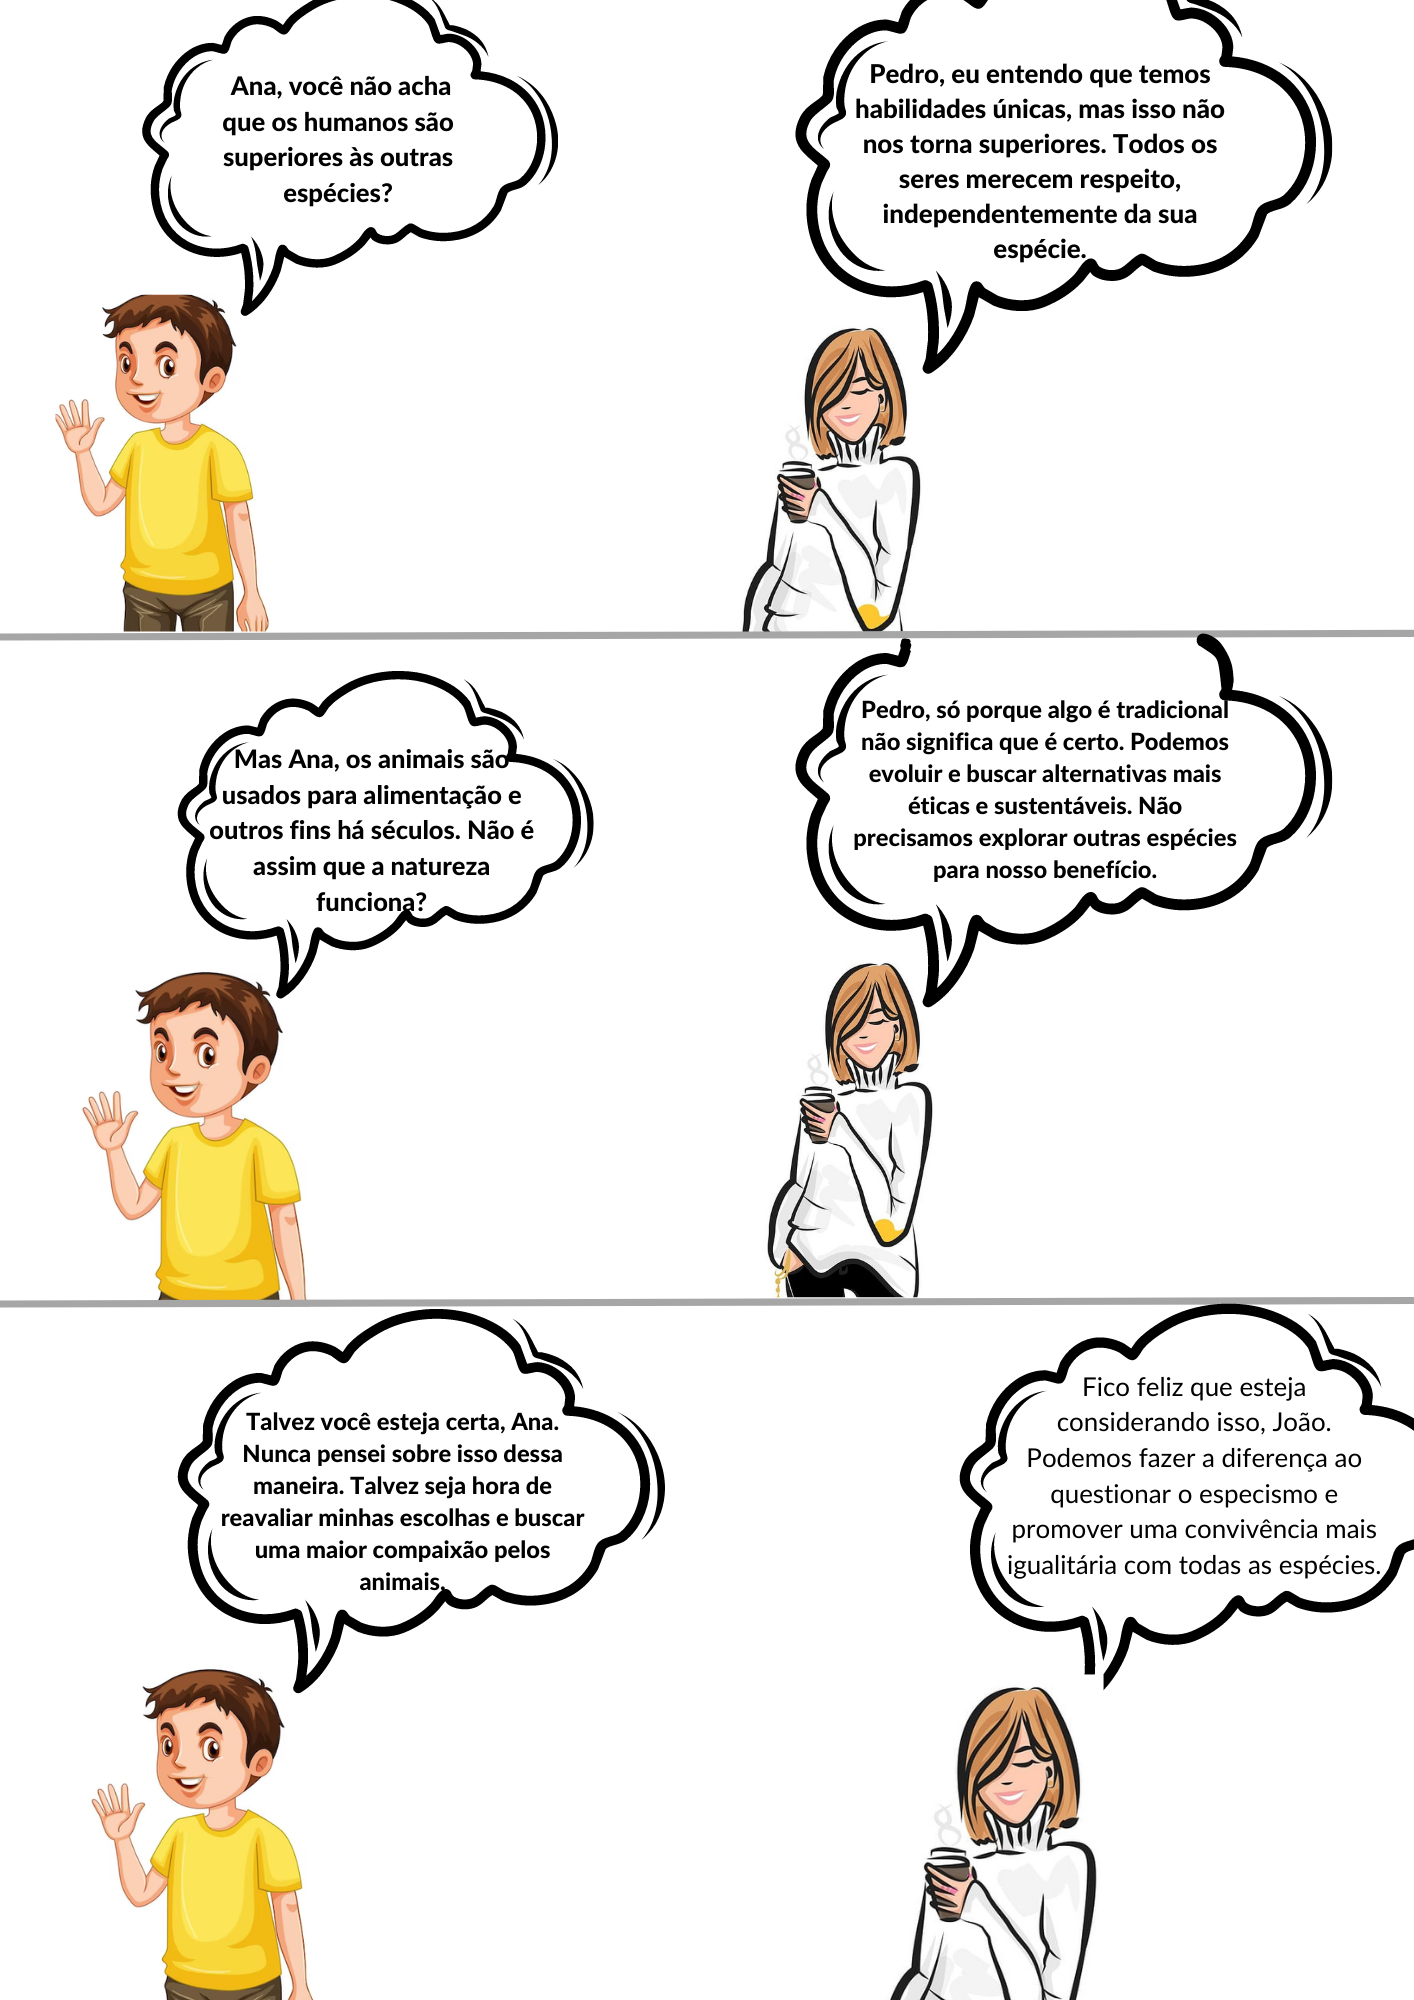 Ana, você não acha
que os humanos são
superiores às outras
espécies?
Pedro, eu entendo que temos
habilidades únicas, mas isso não
nos torna superiores. Todos os
seres merecem respeito,
independentemente da sua
espécie.
Mas Ana, os animais são
usados para alimentação e
outros fins há séculos. Não é
assim que a natureza
funciona?
Pedro, só porque algo é tradicional
não significa que é certo. Podemos
evoluir e buscar alternativas mais
éticas e sustentáveis. Não
precisamos explorar outras espécies
para nosso benefício.
Talvez você esteja certa, Ana.
Nunca pensei sobre isso dessa
maneira. Talvez seja hora de
reavaliar minhas escolhas e buscar
uma maior compaixão pelos
animais.
Fico feliz que esteja
considerando isso, João.
Podemos fazer a diferença ao
questionar o especismo e
promover uma convivência mais
igualitária com todas as espécies.